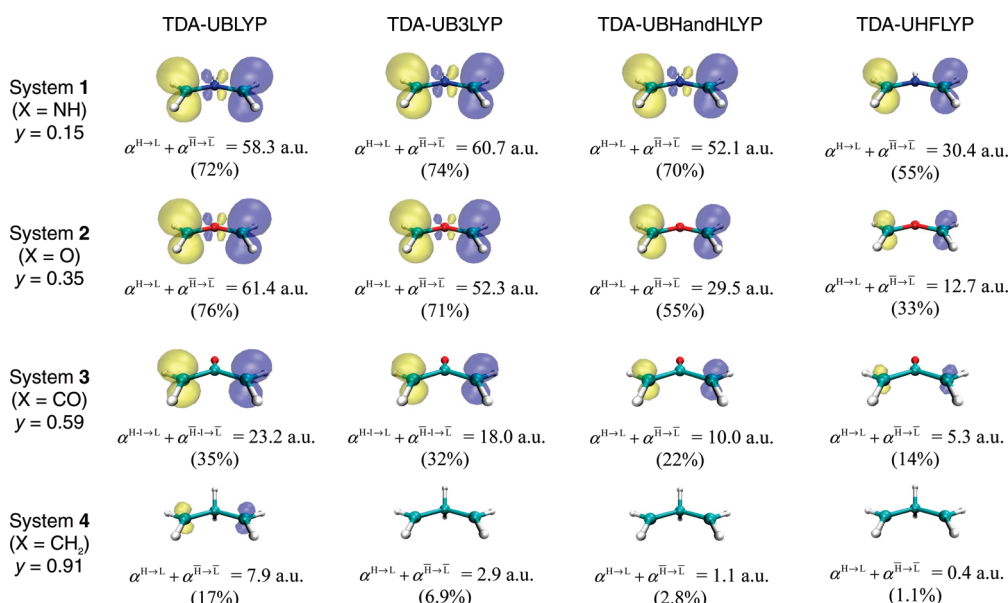 TDA-UBLYP TDA-UB3LYP TDA-UBHandHLYP TDA-UHFLYP
System 1
(X = NH)
y = 0.15
α^{H→L} + α^{H̅→L̅} = 58.3 a.u. α^{H→L} + α^{H̅→L̅} = 60.7 a.u. α^{H→L} + α^{H̅→L̅} = 52.1 a.u. α^{H→L} + α^{H̅→L̅} = 30.4 a.u.
(72%) (74%) (70%) (55%)
System 2
(X = O)
y = 0.35
α^{H→L} + α^{H̅→L̅} = 61.4 a.u. α^{H→L} + α^{H̅→L̅} = 52.3 a.u. α^{H→L} + α^{H̅→L̅} = 29.5 a.u. α^{H→L} + α^{H̅→L̅} = 12.7 a.u.
(76%) (71%) (55%) (33%)
System 3
(X = CO)
y = 0.59
α^{H-1→L} + α^{H̅-1→L̅} = 23.2 a.u. α^{H-1→L} + α^{H̅-1→L̅} = 18.0 a.u. α^{H→L} + α^{H̅→L̅} = 10.0 a.u. α^{H→L} + α^{H̅→L̅} = 5.3 a.u.
(35%) (32%) (22%) (14%)
System 4
(X = CH₂)
y = 0.91
α^{H→L} + α^{H̅→L̅} = 7.9 a.u. α^{H→L} + α^{H̅→L̅} = 2.9 a.u. α^{H→L} + α^{H̅→L̅} = 1.1 a.u. α^{H→L} + α^{H̅→L̅} = 0.4 a.u.
(17%) (6.9%) (2.8%) (1.1%)